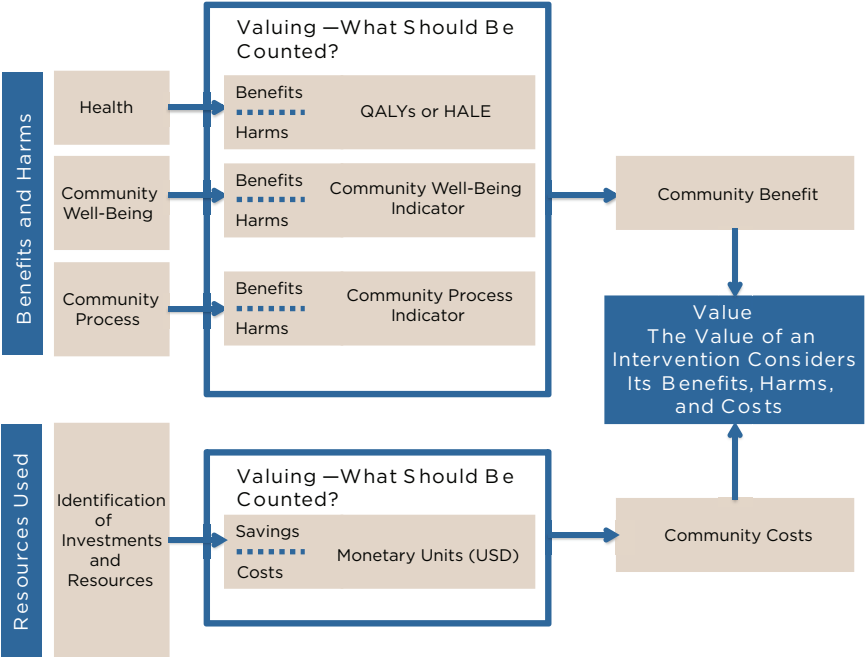 Benefits and Harms
Health
Community
Well-Being
Community
Process
Valuing —What Should Be
Counted?
Benefits
Harms
QALYs or HALE
Benefits
Harms
Community Well-Being
Indicator
Benefits
Harms
Community Process
Indicator
Community Benefit
Value
The Value of an
Intervention Considers
Its Benefits, Harms,
and Costs
Resources Used
Identification
of
Investments
and
Resources
Valuing —What Should Be
Counted?
Savings
Costs
Monetary Units (USD)
Community Costs